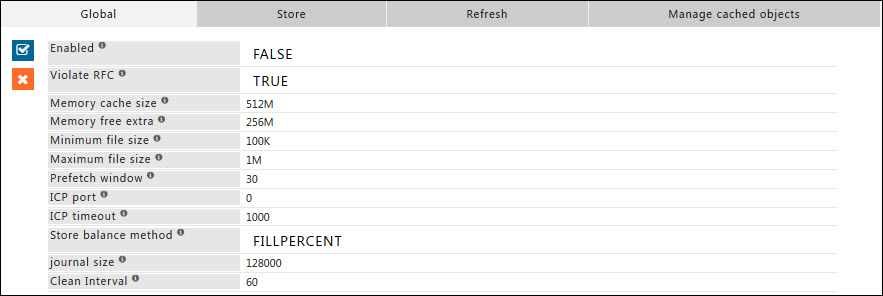 Global Store Refresh Manage cached objects
Enabled FALSE
Violate RFC TRUE
Memory cache size 512M
Memory free extra 256M
Minimum file size 100K
Maximum file size 1M
Prefetch window 30
ICP port 0
ICP timeout 1000
Store balance method FILLPERCENT
journal size 128000
Clean Interval 60